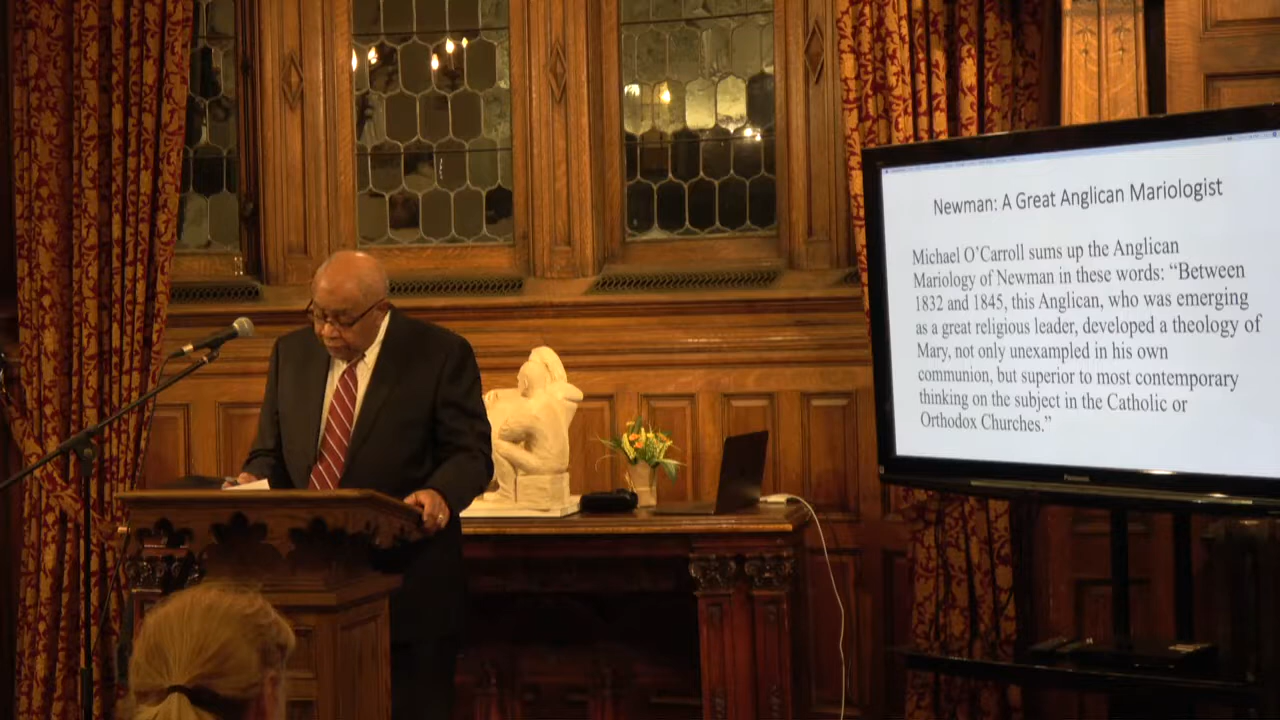 Newman: A Great Anglican Mariologist
Michael O’Carroll sums up the Anglican
Mariology of Newman in these words: “Between
1832 and 1845, this Anglican, who was emerging
as a great religious leader, developed a theology of
Mary, not only unexampled in his own
communion, but superior to most contemporary
thinking on the subject in the Catholic or
Orthodox Churches.”
Panasonic